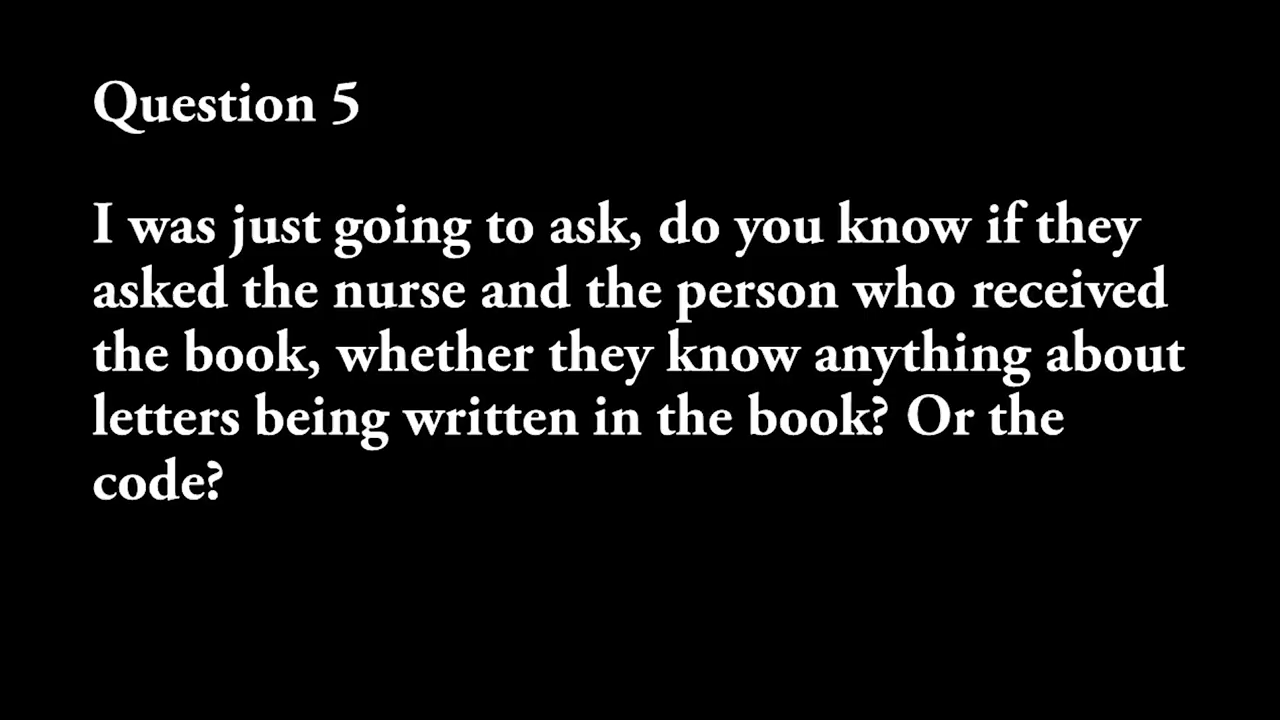 Question 5
I was just going to ask, do you know if they
asked the nurse and the person who received
the book, whether they know anything about
letters being written in the book? Or the
code?